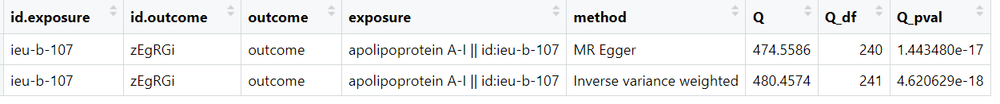 id.exposure id.outcome outcome exposure method Q Q_df Q_pval
ieu-b-107 zEgRGi outcome apolipoprotein A-I || id:ieu-b-107 MR Egger 474.5586 240 1.443480e-17
ieu-b-107 zEgRGi outcome apolipoprotein A-I || id:ieu-b-107 Inverse variance weighted 480.4574 241 4.620629e-18